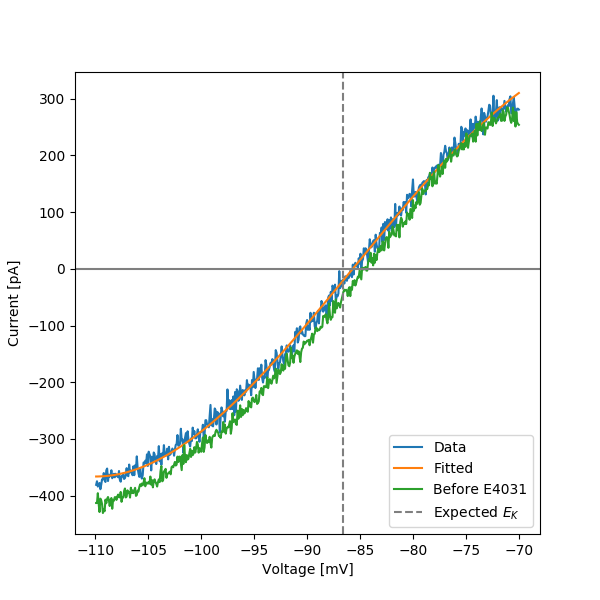 300
200
100
0
−100
−200
−300
−400
Current [pA]
Data
Fitted
Before E4031
Expected E_K
−110 −105 −100 −95 −90 −85 −80 −75 −70
Voltage [mV]